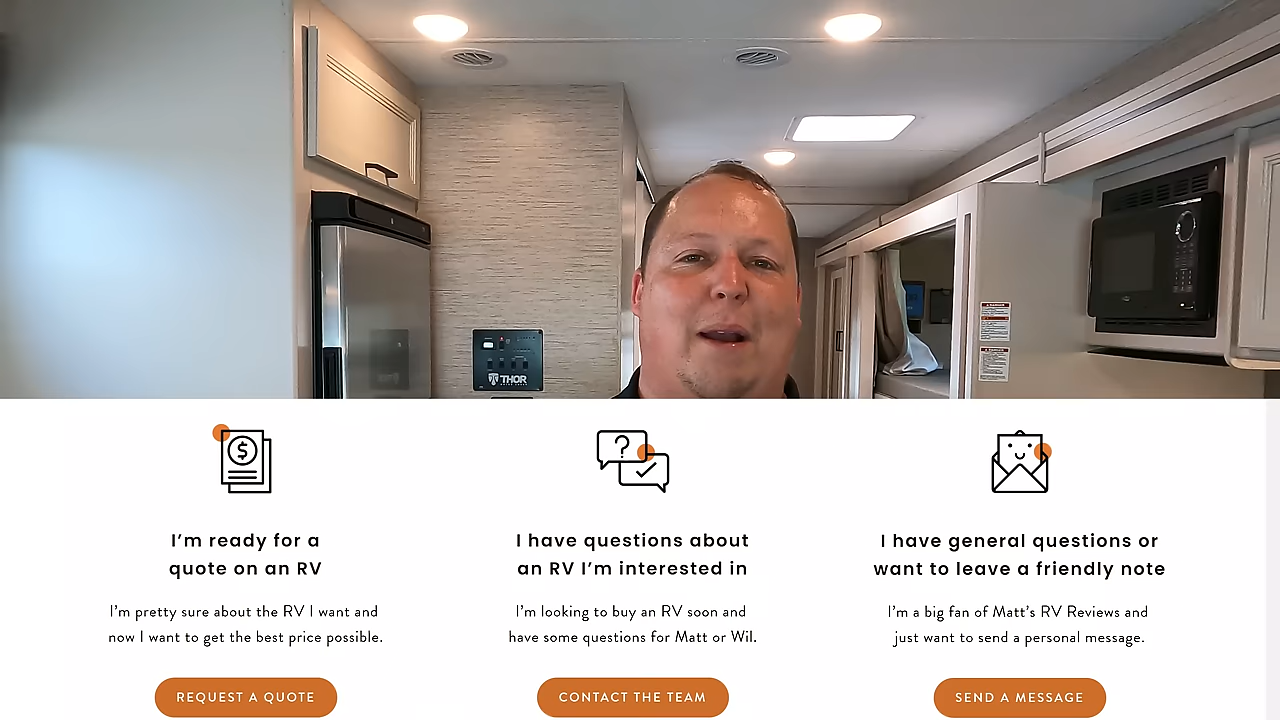 THOR
I'm ready for a
quote on an RV
I'm pretty sure about the RV I want and
now I want to get the best price possible.
REQUEST A QUOTE
I have questions about
an RV I'm interested in
I'm looking to buy an RV soon and
have some questions for Matt or Wil.
CONTACT THE TEAM
I have general questions or
want to leave a friendly note
I'm a big fan of Matt's RV Reviews and
just want to send a personal message.
SEND A MESSAGE